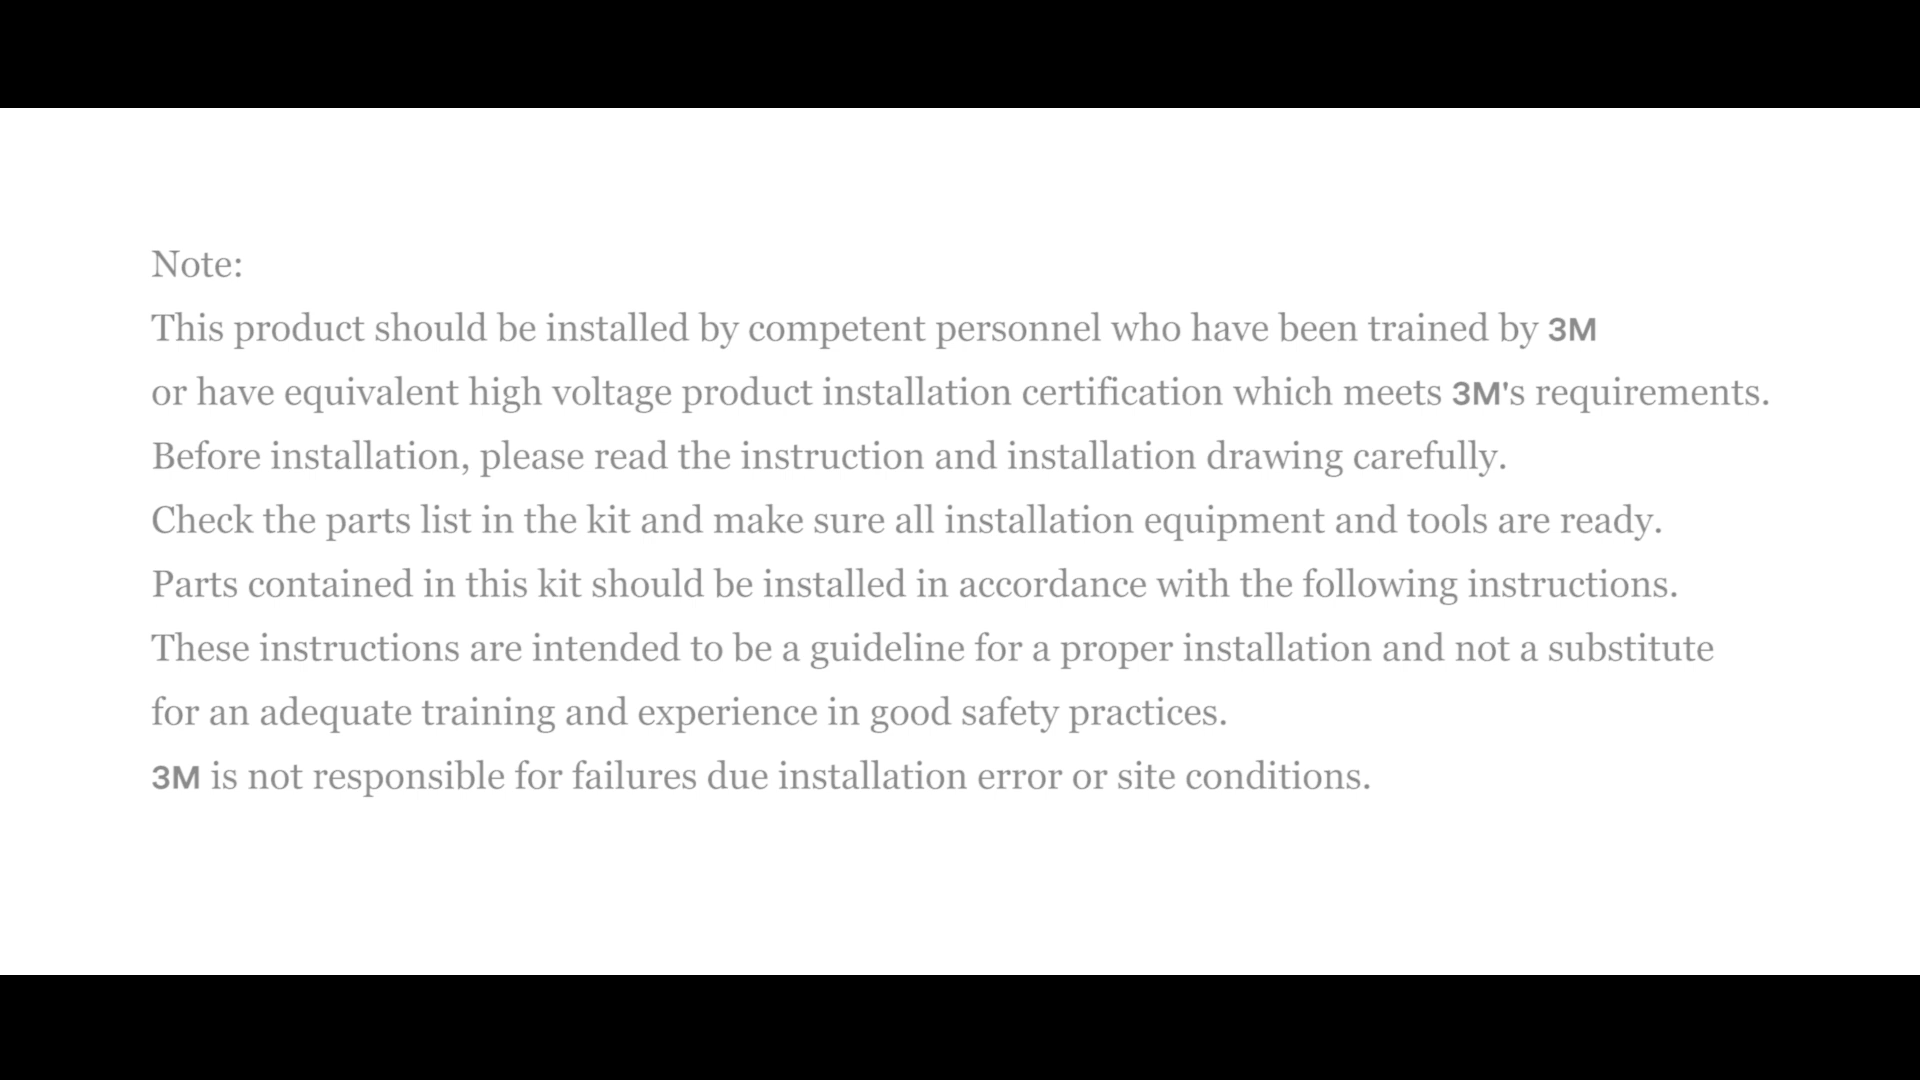 Note:
This product should be installed by competent personnel who have been trained by 3M
or have equivalent high voltage product installation certification which meets 3M's requirements.
Before installation, please read the instruction and installation drawing carefully.
Check the parts list in the kit and make sure all installation equipment and tools are ready.
Parts contained in this kit should be installed in accordance with the following instructions.
These instructions are intended to be a guideline for a proper installation and not a substitute
for an adequate training and experience in good safety practices.
3M is not responsible for failures due installation error or site conditions.